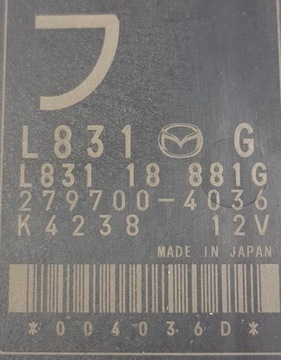 フ
L831 G
L831 18 881G
279700-4036
K4238 12V
MADE IN JAPAN
*004036D*